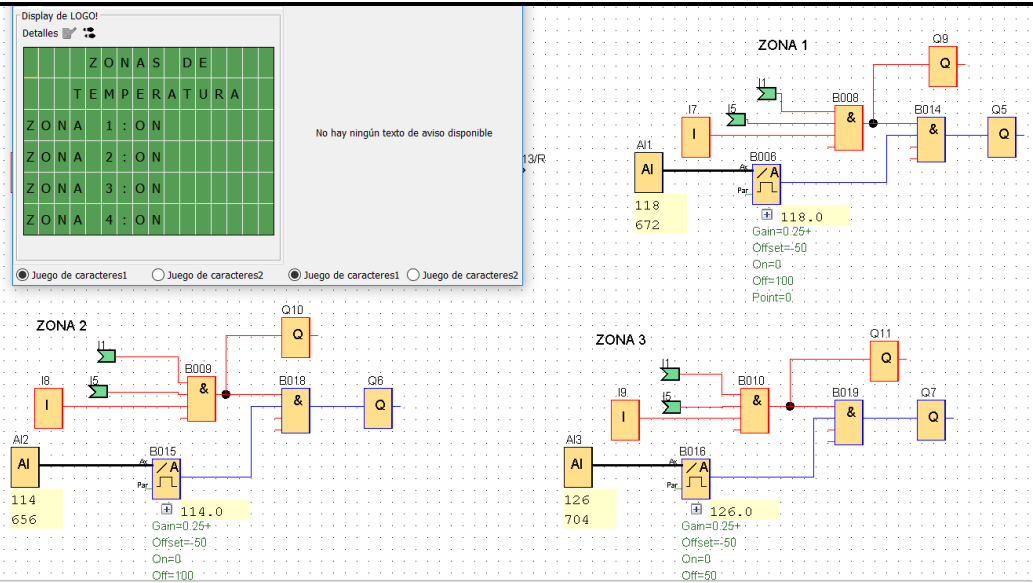 Display de LOGO!
Detalles
ZONAS DE
TEMPERATURA
ZONA 1:ON
ZONA 2:ON
ZONA 3:ON
ZONA 4:ON
No hay ningún texto de aviso disponible
Juego de caracteres1
Juego de caracteres2
Juego de caracteres1
Juego de caracteres2
13/R
ZONA 1
Q9
I1
Q
I5
B008
I7
&
B014
Q5
I
&
Q
AI1
B006
AI
Ax
/A
Par
118
672
118.0
Gain=0.25+
Offset=-50
On=0
Off=100
Point=0
ZONA 2
Q10
I1
Q
B009
I8
I5
&
B018
Q6
I
&
Q
AI2
B015
AI
Ax
/A
Par
114
656
114.0
Gain=0.25+
Offset=-50
On=0
Off=100
ZONA 3
Q11
I1
Q
B010
I9
I5
&
B019
Q7
I
&
Q
AI3
B016
AI
Ax
/A
Par
126
704
126.0
Gain=0.25+
Offset=-50
On=0
Off=50